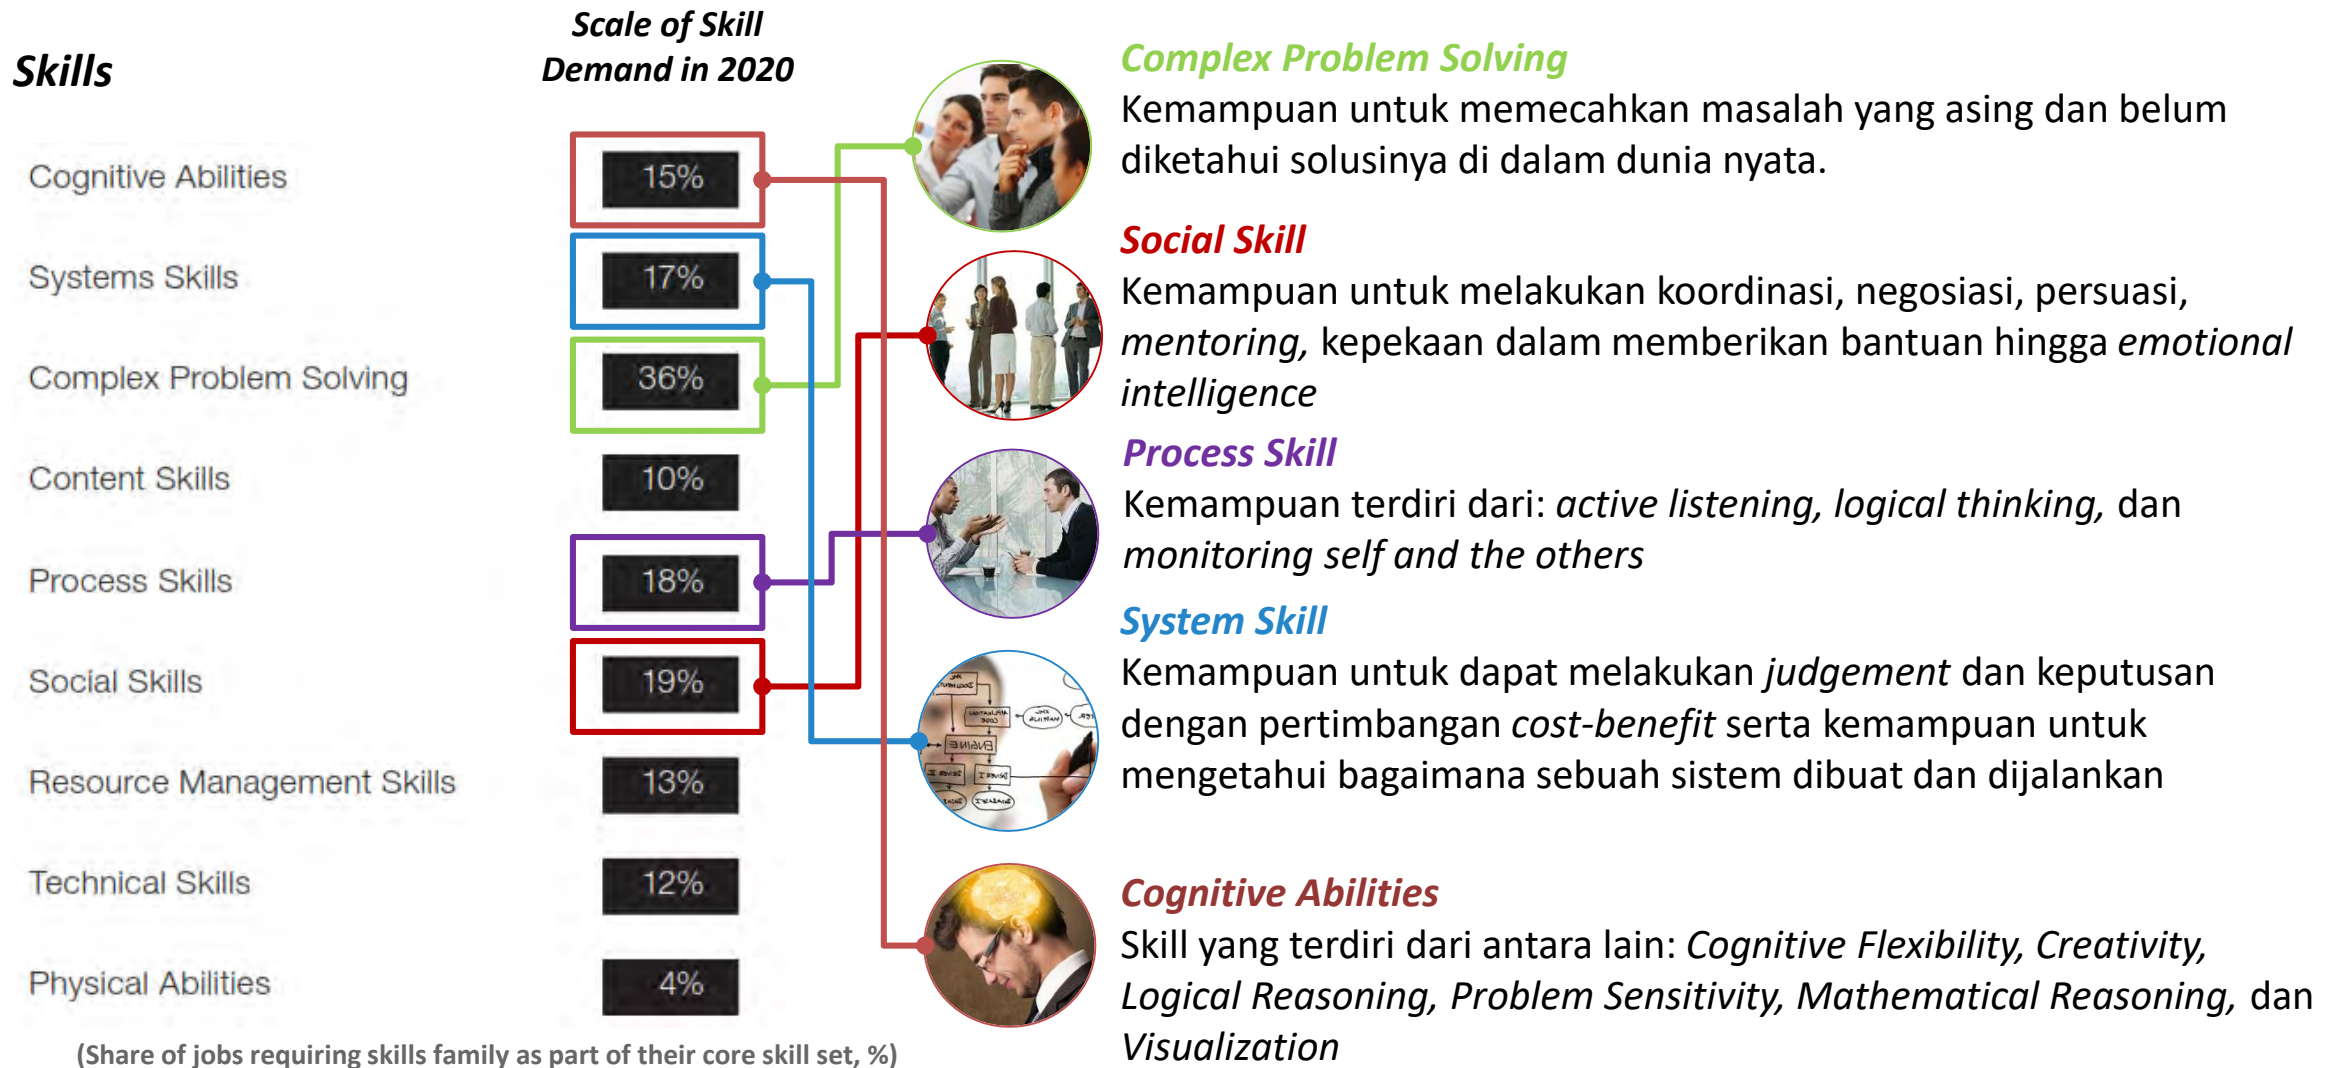 Skills
Scale of Skill
Demand in 2020
Cognitive Abilities 15%
Systems Skills 17%
Complex Problem Solving 36%
Content Skills 10%
Process Skills 18%
Social Skills 19%
Resource Management Skills 13%
Technical Skills 12%
Physical Abilities 4%
(Share of jobs requiring skills family as part of their core skill set, %)
Complex Problem Solving
Kemampuan untuk memecahkan masalah yang asing dan belum
diketahui solusinya di dalam dunia nyata.
Social Skill
Kemampuan untuk melakukan koordinasi, negosiasi, persuasi,
mentoring, kepekaan dalam memberikan bantuan hingga emotional
intelligence
Process Skill
Kemampuan terdiri dari: active listening, logical thinking, dan
monitoring self and the others
System Skill
Kemampuan untuk dapat melakukan judgement dan keputusan
dengan pertimbangan cost-benefit serta kemampuan untuk
mengetahui bagaimana sebuah sistem dibuat dan dijalankan
ENGINE
Cognitive Abilities
Skill yang terdiri dari antara lain: Cognitive Flexibility, Creativity,
Logical Reasoning, Problem Sensitivity, Mathematical Reasoning, dan
Visualization